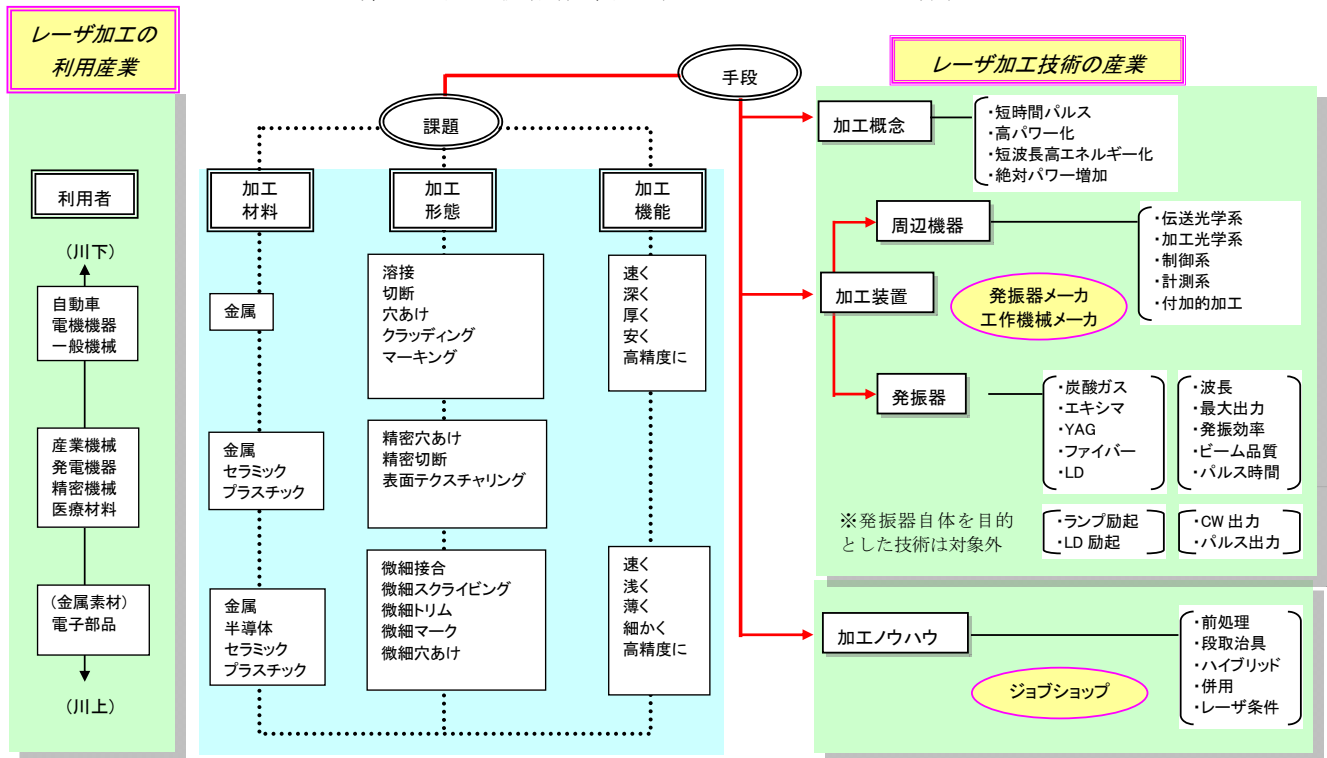 レーザ加工の
利用産業
利用者
(川下)
自動車
電機機器
一般機械
産業機械
発電機器
精密機械
医療材料
(金属素材)
電子部品
(川上)
手段
課題
加工
材料
金属
金属
セラミック
プラスチック
金属
半導体
セラミック
プラスチック
加工
形態
溶接
切断
穴あけ
クラッディング
マーキング
精密穴あけ
精密切断
表面テクスチャリング
微細接合
微細スクライビング
微細トリム
微細マーク
微細穴あけ
加工
機能
速く
深く
厚く
安く
高精度に
速く
浅く
薄く
細かく
高精度に
レーザ加工技術の産業
加工概念
・短時間パルス
・高パワー化
・短波長高エネルギー化
・絶対パワー増加
周辺機器
・伝送光学系
・加工光学系
・制御系
・計測系
・付加的加工
加工装置
発振器メーカ
工作機械メーカ
発振器
・炭酸ガス
・エキシマ
・YAG
・ファイバー
・LD
・波長
・最大出力
・発振効率
・ビーム品質
・パルス時間
※発振器自体を目的
とした技術は対象外
・ランプ励起
・LD 励起
・CW 出力
・パルス出力
加工ノウハウ
・前処理
・段取治具
・ハイブリッド
・併用
・レーザ条件
ジョブショップ